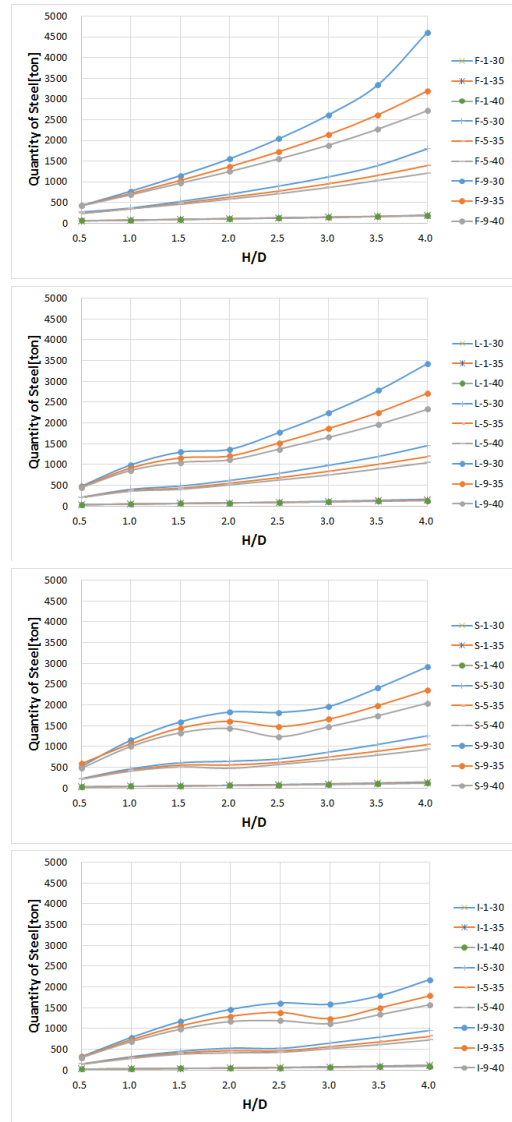 5000
4500
4000
3500
3000
2500
2000
1500
1000
500
0
Quantity of Steel[ton]
0.5 1.0 1.5 2.0 2.5 3.0 3.5 4.0
H/D
F-1-30
F-1-35
F-1-40
F-5-30
F-5-35
F-5-40
F-9-30
F-9-35
F-9-40
5000
4500
4000
3500
3000
2500
2000
1500
1000
500
0
Quantity of Steel[ton]
0.5 1.0 1.5 2.0 2.5 3.0 3.5 4.0
H/D
L-1-30
L-1-35
L-1-40
L-5-30
L-5-35
L-5-40
L-9-30
L-9-35
L-9-40
5000
4500
4000
3500
3000
2500
2000
1500
1000
500
0
Quantity of Steel[ton]
0.5 1.0 1.5 2.0 2.5 3.0 3.5 4.0
H/D
S-1-30
S-1-35
S-1-40
S-5-30
S-5-35
S-5-40
S-9-30
S-9-35
S-9-40
5000
4500
4000
3500
3000
2500
2000
1500
1000
500
0
Quantity of Steel[ton]
0.5 1.0 1.5 2.0 2.5 3.0 3.5 4.0
H/D
I-1-30
I-1-35
I-1-40
I-5-30
I-5-35
I-5-40
I-9-30
I-9-35
I-9-40